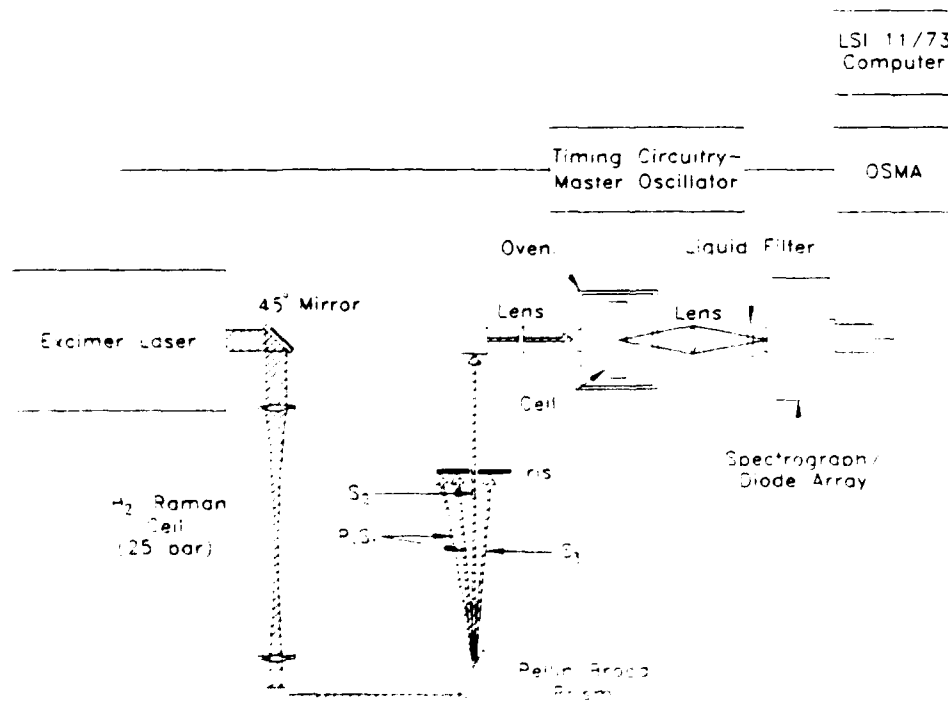 LSI 11/73
Computer
Timing Circuitry-
Master Oscillator
OSMA
Oven
Liquid Filter
45° Mirror
Lens
Lens
Excimer Laser
Cell
Iris
Spectrograph/
Diode Array
S₂
H₂ Raman
Cell
(25 bar)
Pellin Broca
Prism